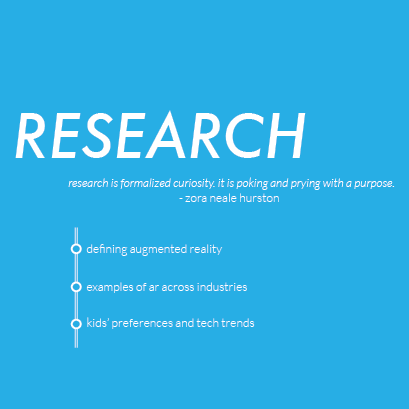 RESEARCH
research is formalized curiosity. it is poking and prying with a purpose.
- zora neale hurston
defining augmented reality
examples of ar across industries
kids' preferences and tech trends